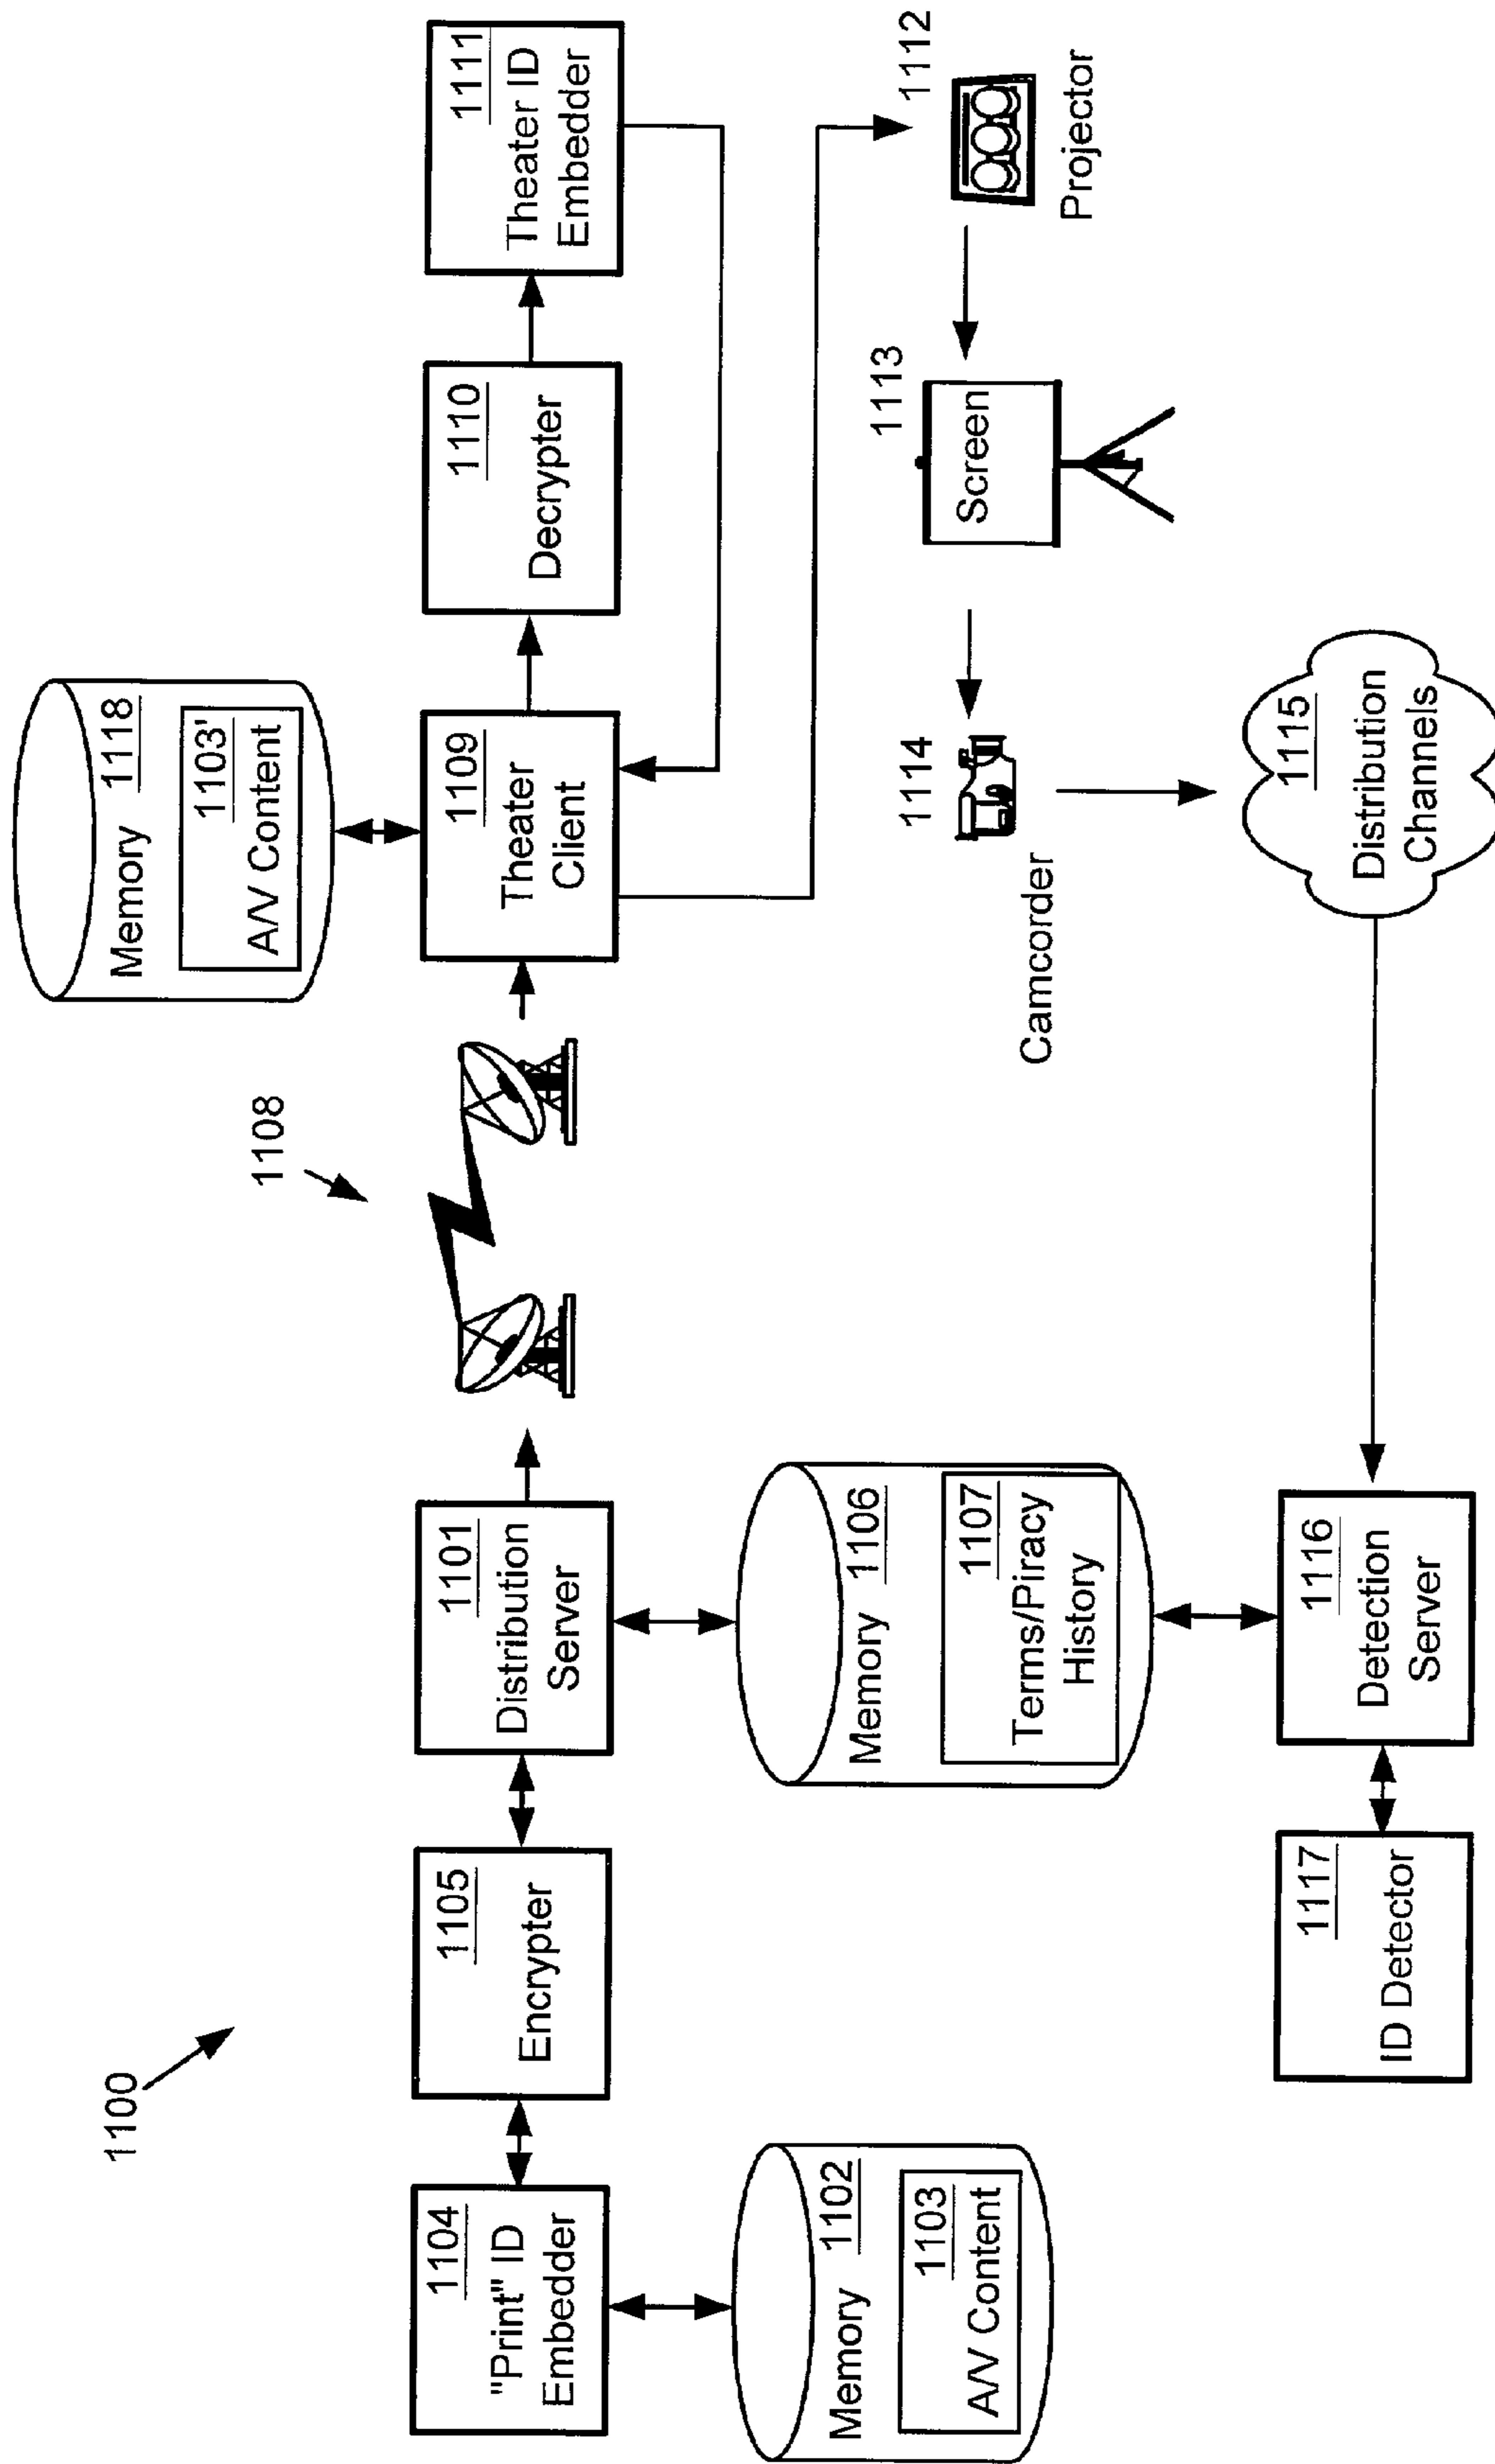 1100
1104
"Print" ID
Embedder
Memory 1102
1103
A/V Content
1105
Encrypter
1101
Distribution
Server
Memory 1106
1107
Terms/Piracy
History
1108
Memory 1118
1103'
A/V Content
1109
Theater
Client
1110
Decrypter
1111
Theater ID
Embedder
1112
Projector
1113
Screen
1114
Camcorder
1115
Distribution
Channels
1116
Detection
Server
1117
ID Detector